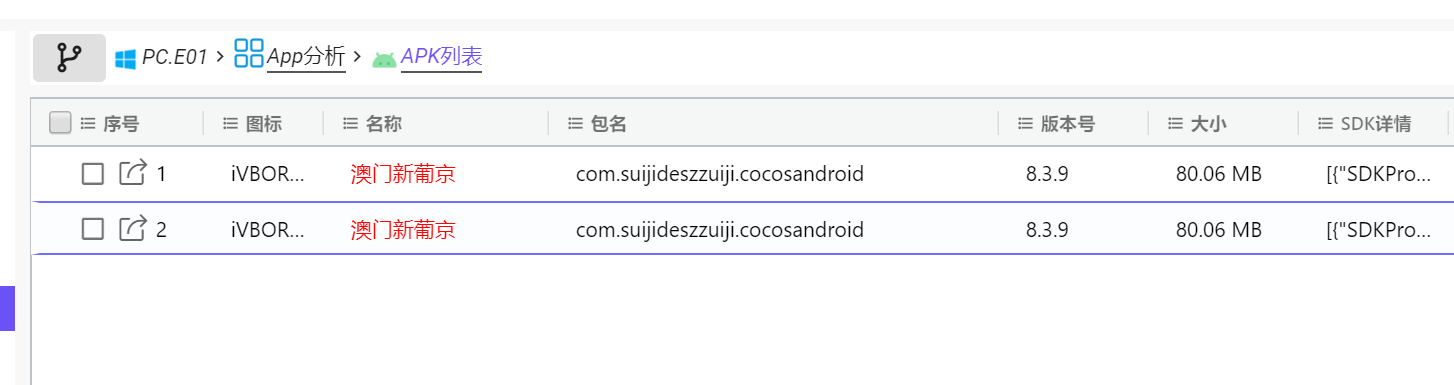 PC.E01 > App分析 > APK列表
序号 图标 名称 包名 版本号 大小 SDK详情
1 iVBOR... 澳门新葡京 com.suijideszzuiji.cocosandroid 8.3.9 80.06 MB [{"SDKPro...
2 iVBOR... 澳门新葡京 com.suijideszzuiji.cocosandroid 8.3.9 80.06 MB [{"SDKPro...